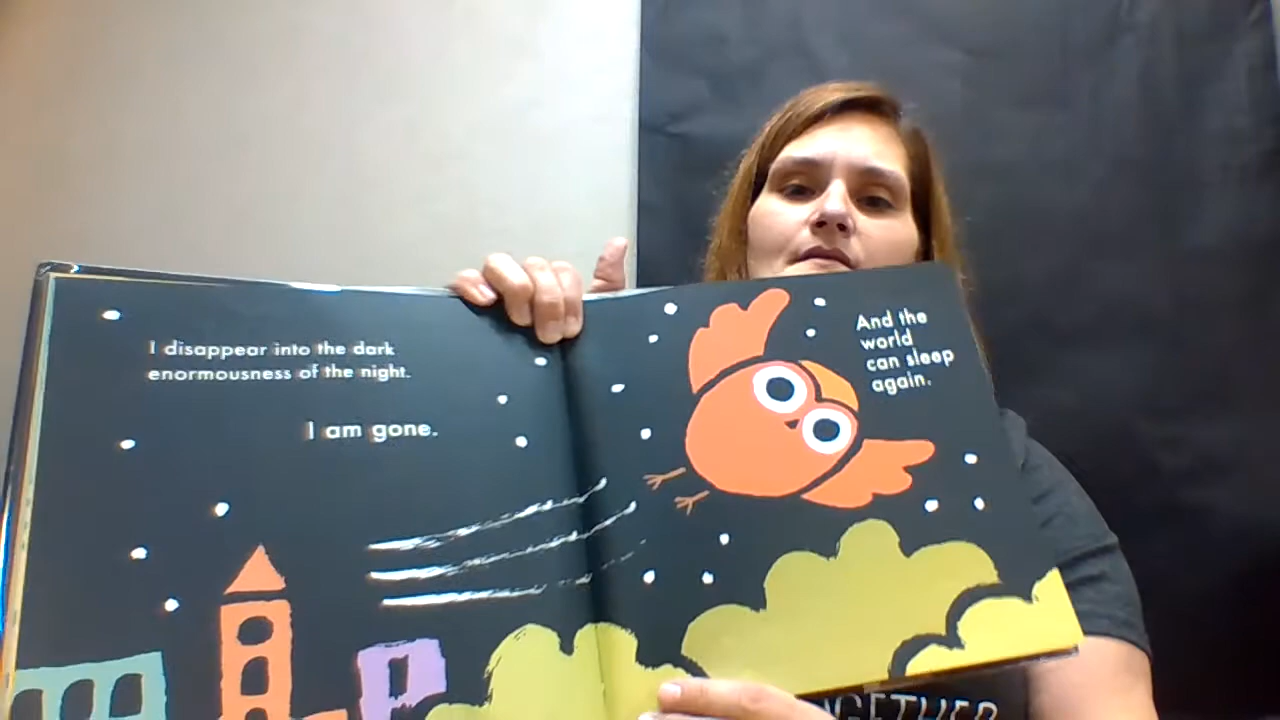 I disappear into the dark
enormousness of the night.
I am gone.
And the
world
can sleep
again.